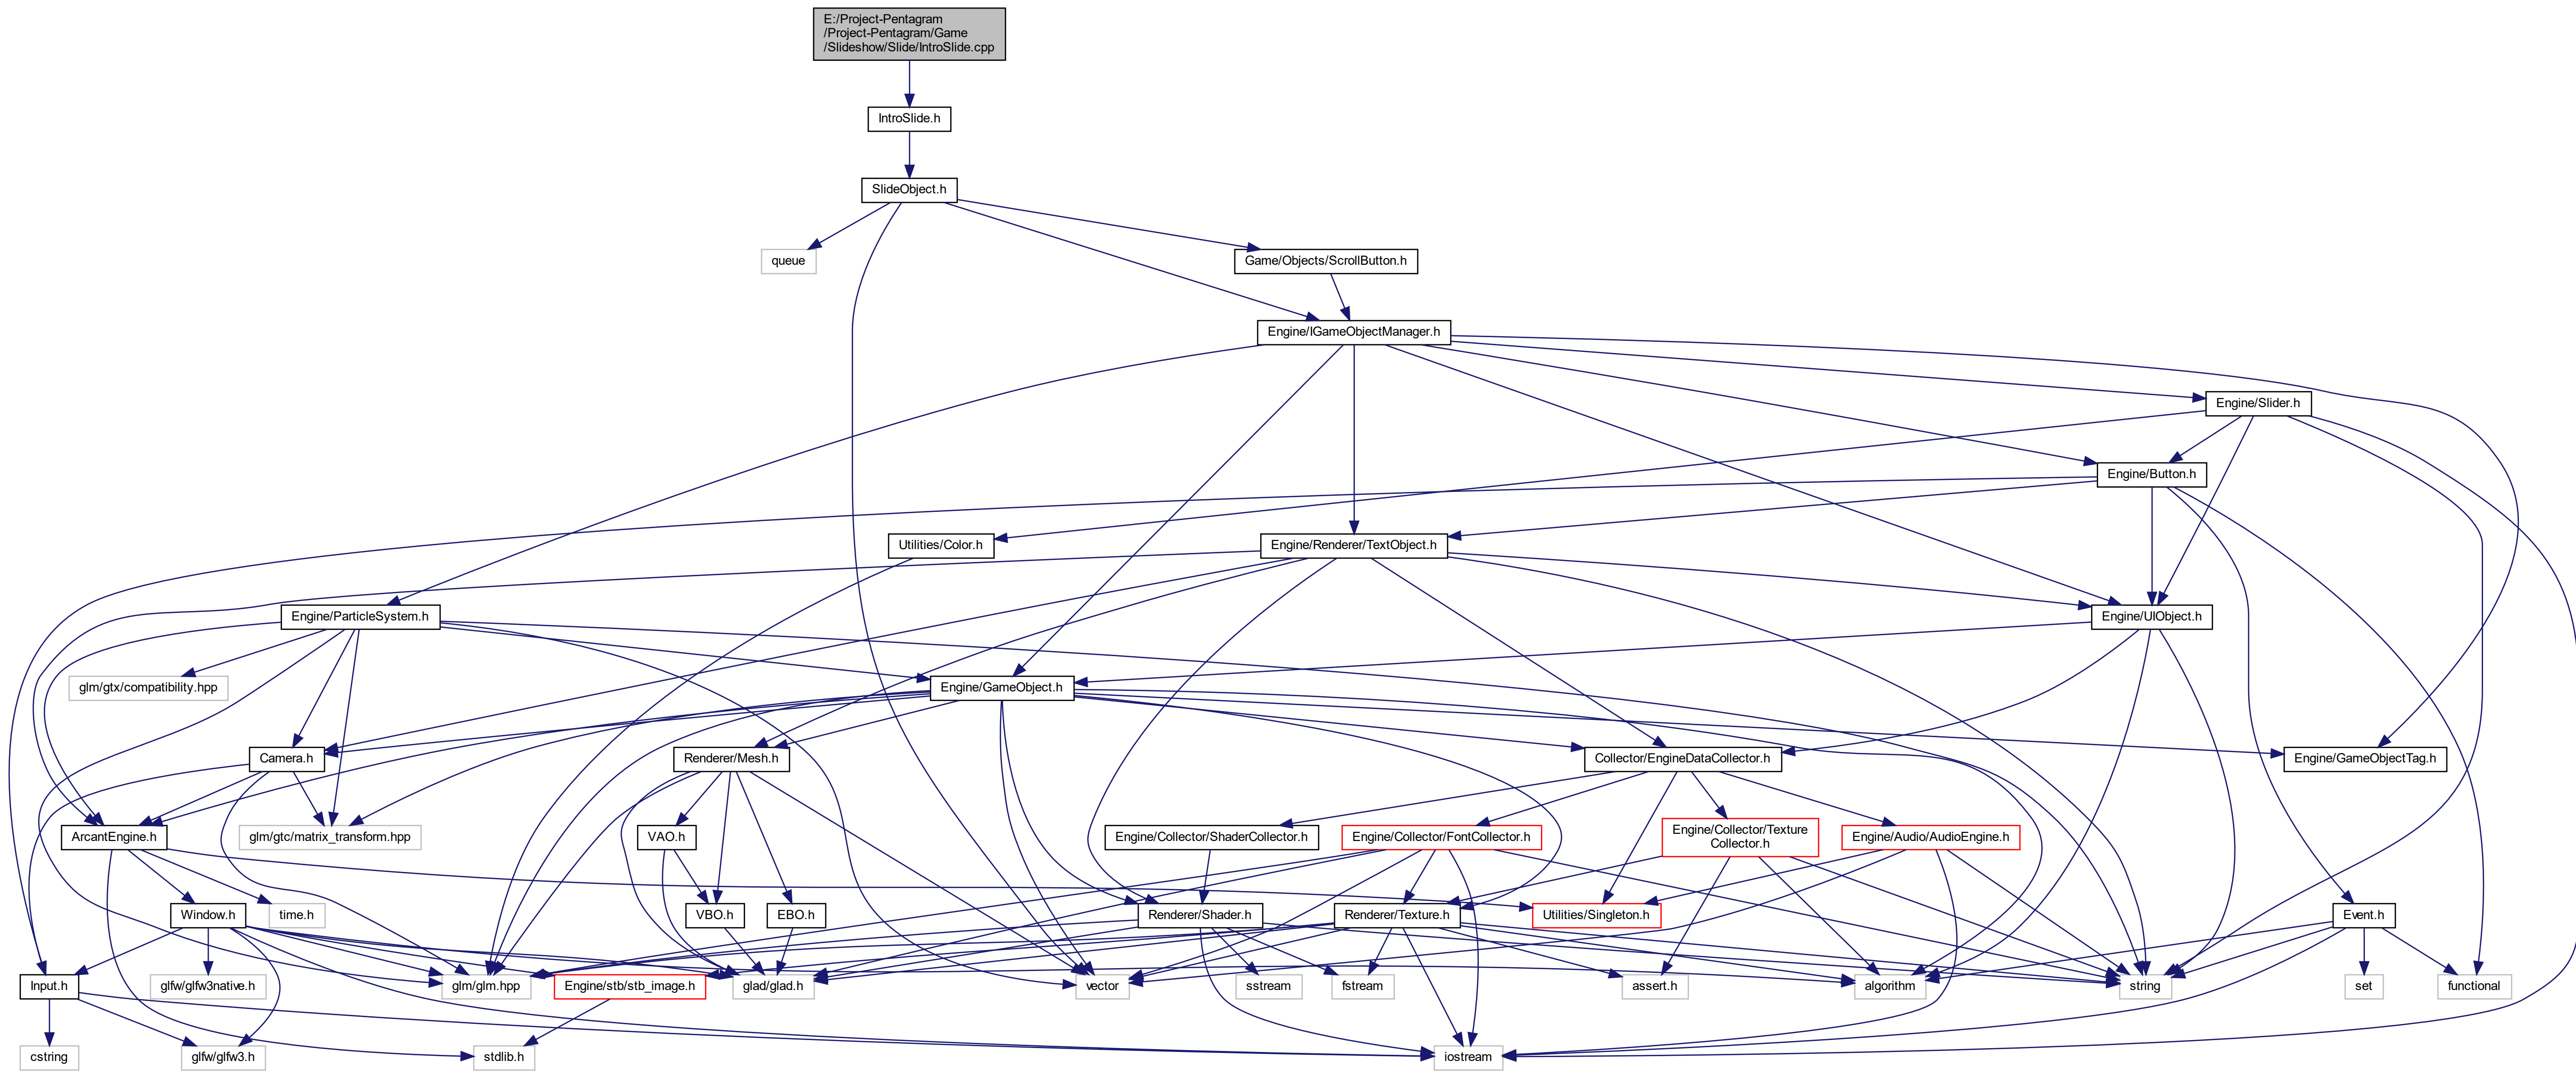 E:/Project-Pentagram
/Project-Pentagram/Game
/Slideshow/Slide/IntroSlide.cpp
IntroSlide.h
SlideObject.h
queue
Game/Objects/ScrollButton.h
Engine/IGameObjectManager.h
Engine/Slider.h
Engine/Button.h
Utilities/Color.h
Engine/Renderer/TextObject.h
Engine/ParticleSystem.h
Engine/UIObject.h
glm/gtx/compatibility.hpp
Engine/GameObject.h
Camera.h
Renderer/Mesh.h
Collector/EngineDataCollector.h
Engine/GameObjectTag.h
ArcantEngine.h
glm/gtc/matrix_transform.hpp
VAO.h
Engine/Collector/ShaderCollector.h
Engine/Collector/FontCollector.h
Engine/Collector/Texture
Collector.h
Engine/Audio/AudioEngine.h
Window.h
time.h
VBO.h
EBO.h
Renderer/Shader.h
Renderer/Texture.h
Utilities/Singleton.h
Event.h
Input.h
glfw/glfw3native.h
glm/glm.hpp
Engine/stb/stb_image.h
glad/glad.h
vector
sstream
fstream
assert.h
algorithm
string
set
functional
cstring
glfw/glfw3.h
stdlib.h
iostream